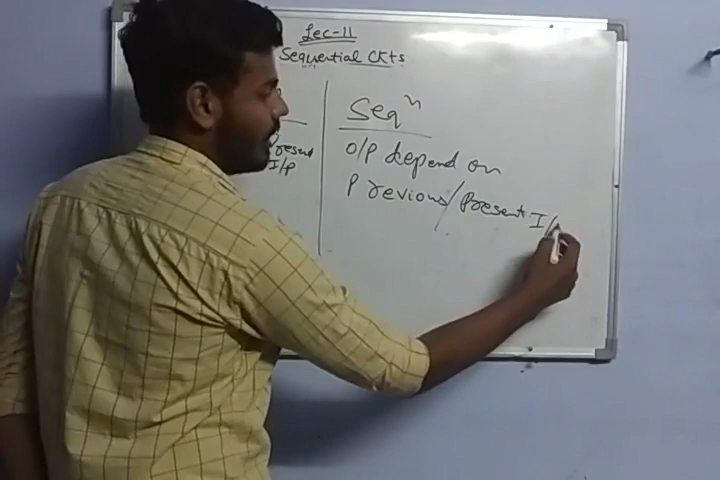 Lec-11
Sequential Ckts
Present
I/P
Seqⁿ
O/P depend on
Previous/Present I/